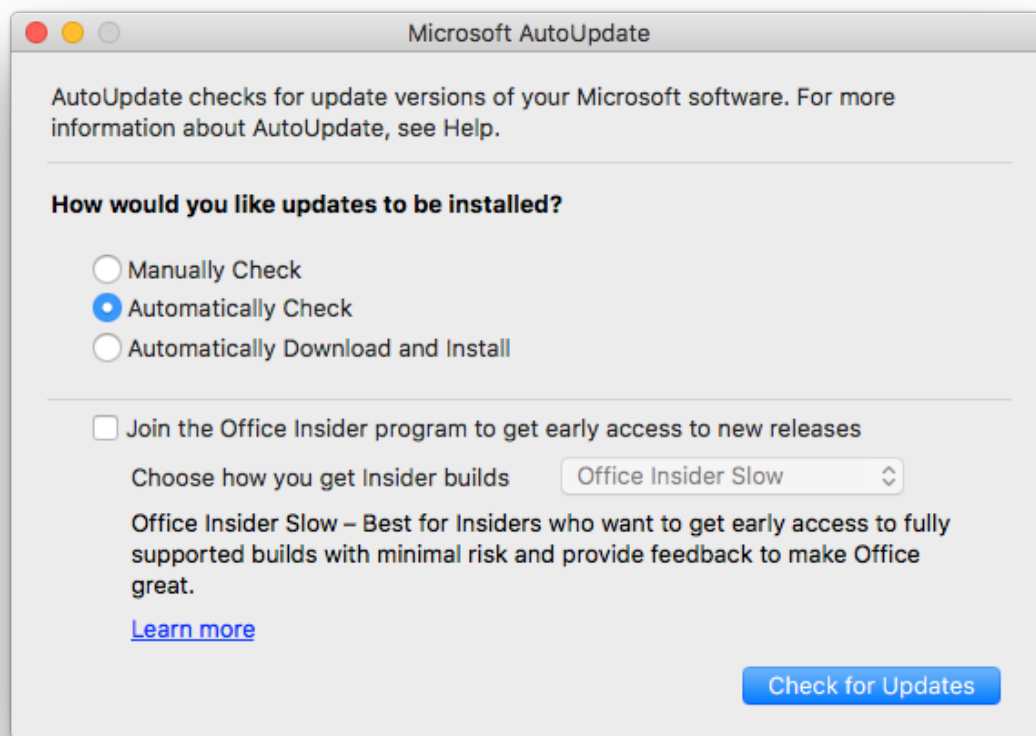 Microsoft AutoUpdate
AutoUpdate checks for update versions of your Microsoft software. For more
information about AutoUpdate, see Help.
How would you like updates to be installed?
Manually Check
Automatically Check
Automatically Download and Install
Join the Office Insider program to get early access to new releases
Choose how you get Insider builds Office Insider Slow
Office Insider Slow – Best for Insiders who want to get early access to fully
supported builds with minimal risk and provide feedback to make Office
great.
Learn more
Check for Updates